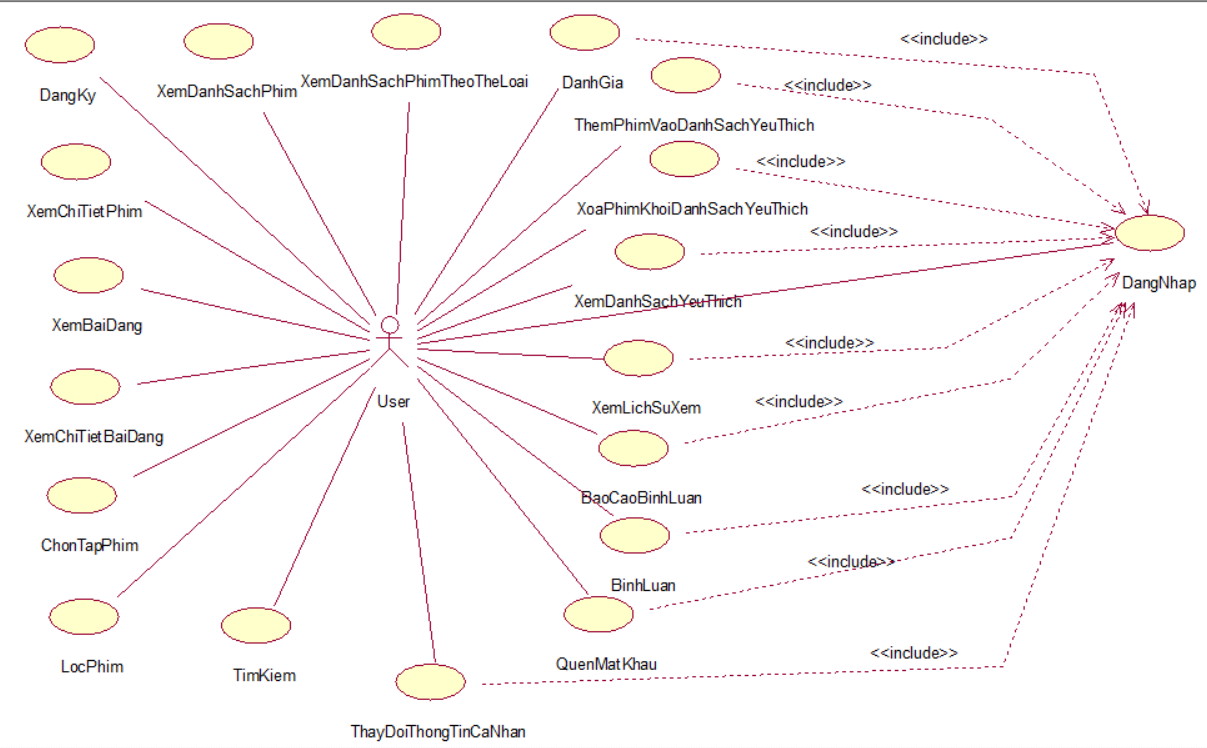 <<include>>
DangKy
XemDanhSachPhim
XemDanhSachPhimTheoTheLoai
DanhGia
<<include>>
ThemPhimVaoDanhSachYeuThich
<<include>>
XemChiTietPhim
XoaPhimKhoiDanhSachYeuThich
<<include>>
DangNhap
XemDanhSachYeuThich
XemBaiDang
<<include>>
User
XemLichSuXem
<<include>>
XemChiTietBaiDang
BaoCaoBinhLuan
<<include>>
ChonTapPhim
<<include>>
BinhLuan
<<include>>
LocPhim
TimKiem
QuenMatKhau
ThayDoiThongTinCaNhan